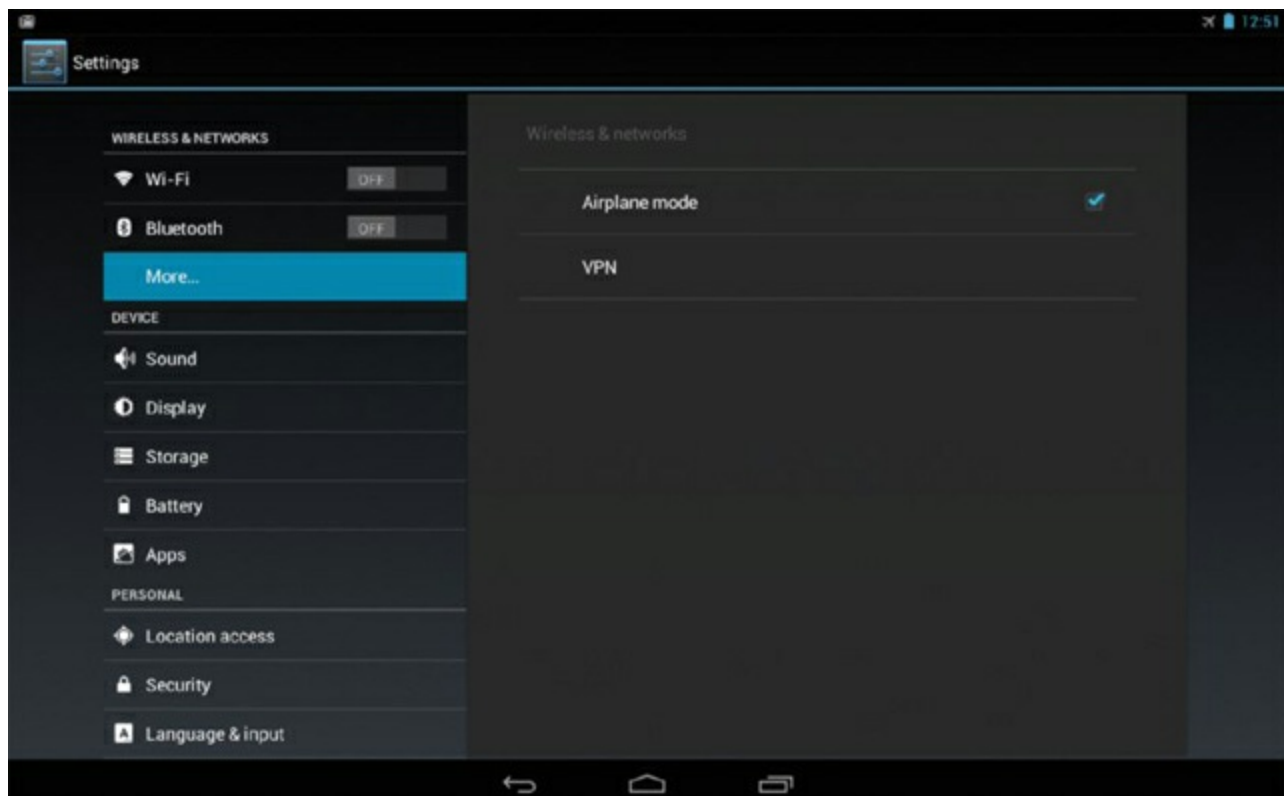 12:51
Settings
WIRELESS & NETWORKS
Wi-Fi OFF
Bluetooth OFF
More...
DEVICE
Sound
Display
Storage
Battery
Apps
PERSONAL
Location access
Security
A Language & input
Wireless & networks
Airplane mode
VPN